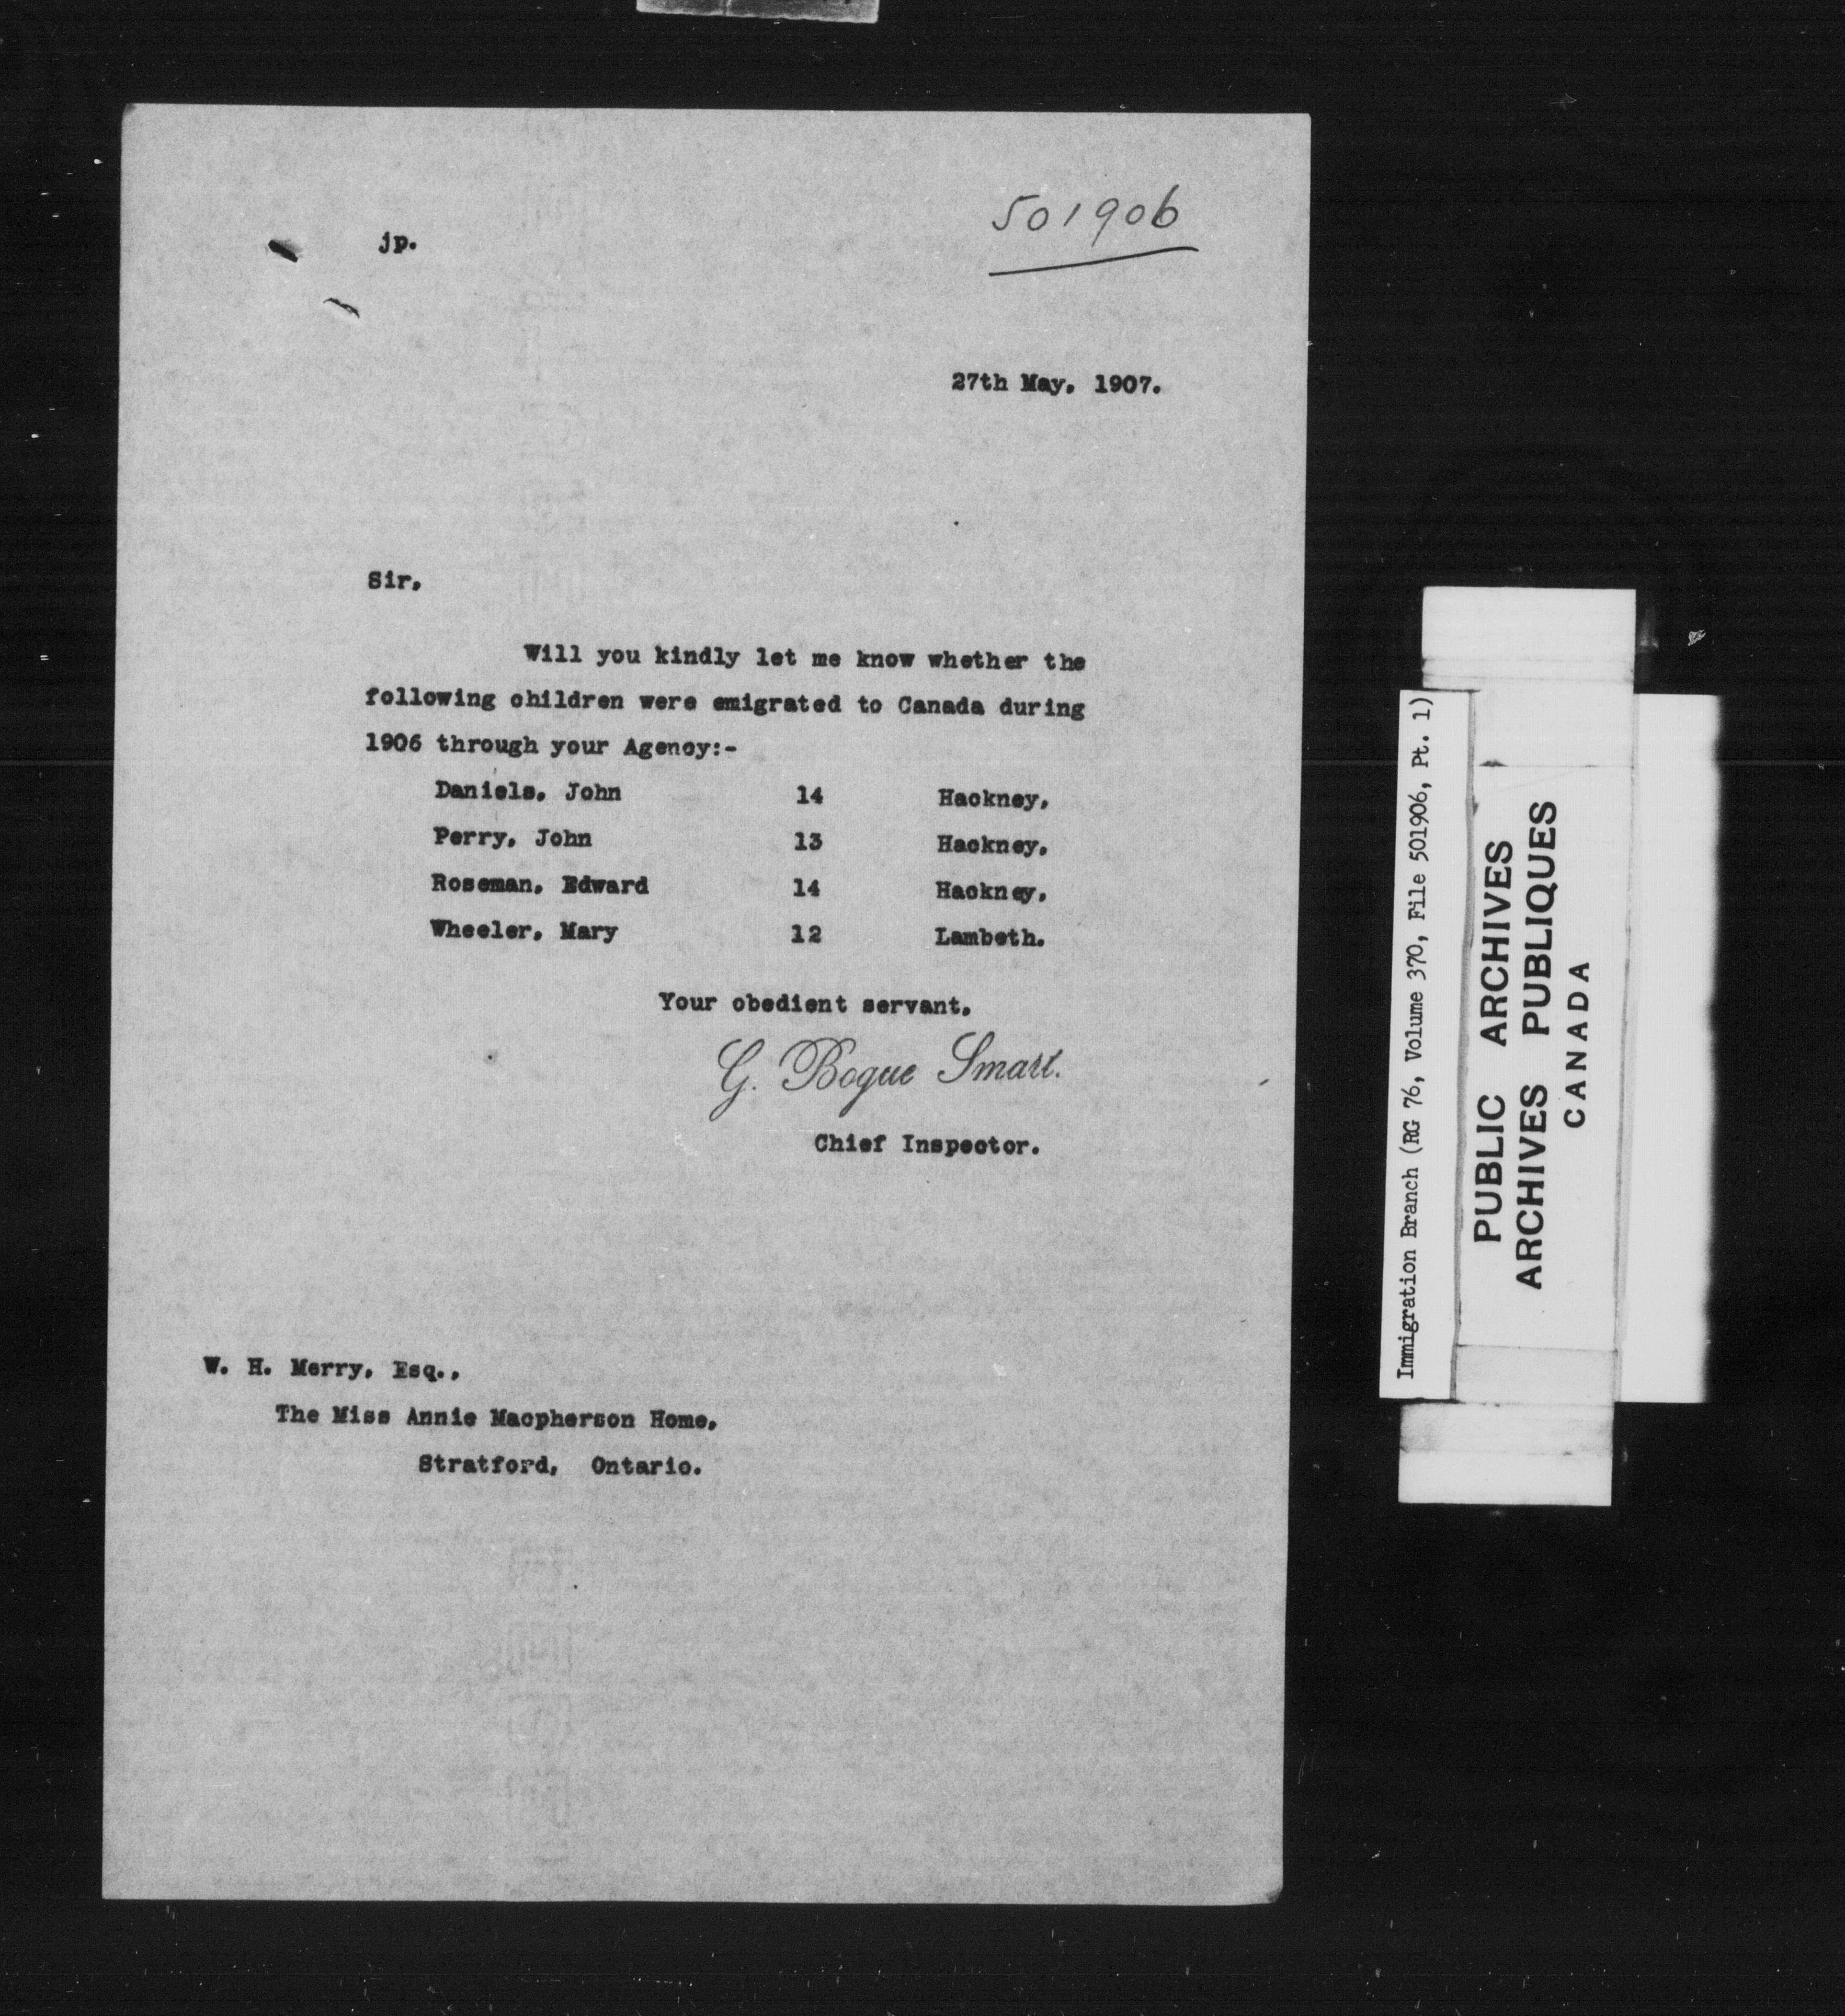 501906
jp.
27th May, 1907.
Sir,
Will you kindly let me know whether the
following children were emigrated to Canada during
1906 through your Agency:-
Daniels, John 14 Hackney,
Perry, John 13 Hackney,
Roseman, Edward 14 Hackney,
Wheeler, Mary 12 Lambeth.
Your obedient servant,
G. Bogue Smart.
Chief Inspector.
W. H. Merry, Esq.,
The Miss Annie Macpherson Home,
Stratford, Ontario.
Immigration Branch (RG 76, Volume 370, File 501906, Pt. 1)
PUBLIC ARCHIVES
ARCHIVES PUBLIQUES
CANADA